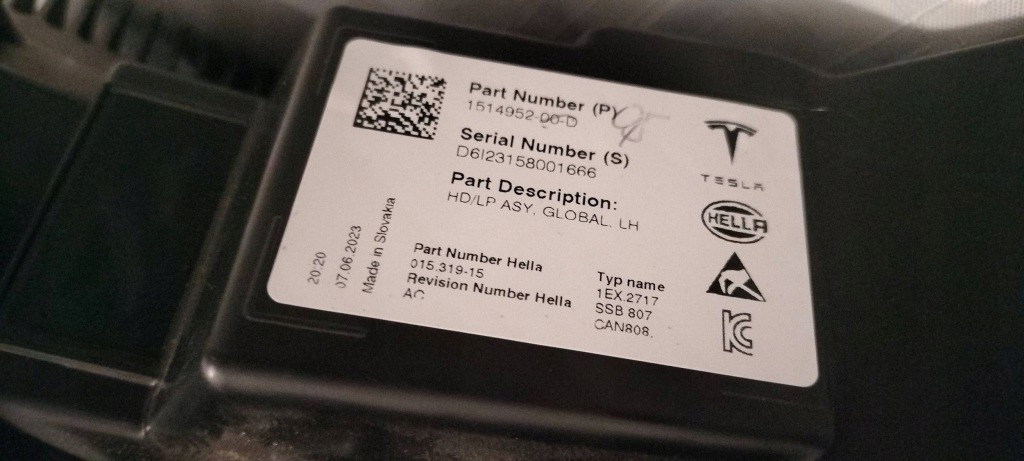 Part Number (P)
1514952-00-D
Serial Number (S)
D6I23158001666
Part Description:
HD/LP ASY, GLOBAL, LH
20:20
07.06.2023
Made in Slovakia
Part Number Hella
015.319-15
Revision Number Hella
AC
Typ name
1EX.2717
SSB 807
CAN808.
TESLA
HELLA